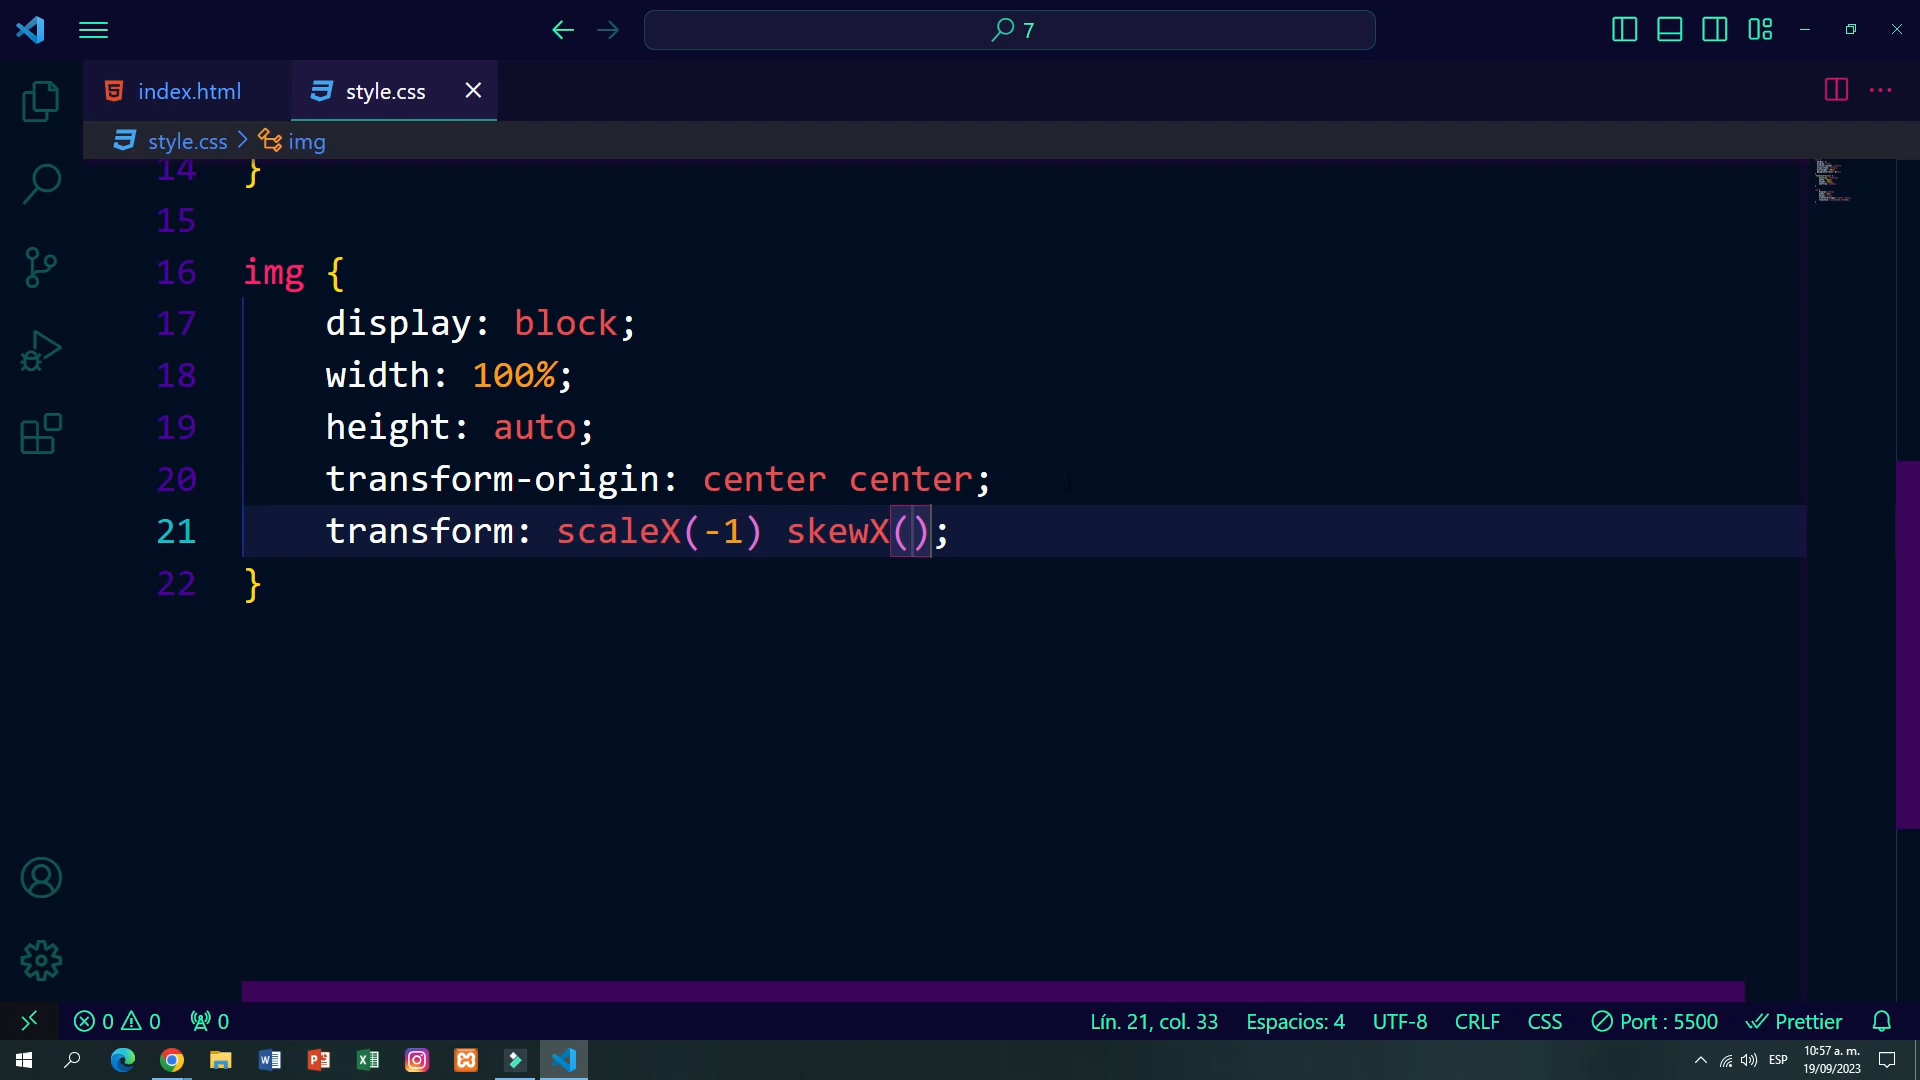 7
index.html
style.css
style.css > img
14 }
15
16 img {
17 display: block;
18 width: 100%;
19 height: auto;
20 transform-origin: center center;
21 transform: scaleX(-1) skewX();
22 }
0 0 0
Lín. 21, col. 33 Espacios: 4 UTF-8 CRLF CSS Port : 5500 Prettier
ESP
10:57 a. m.
19/09/2023